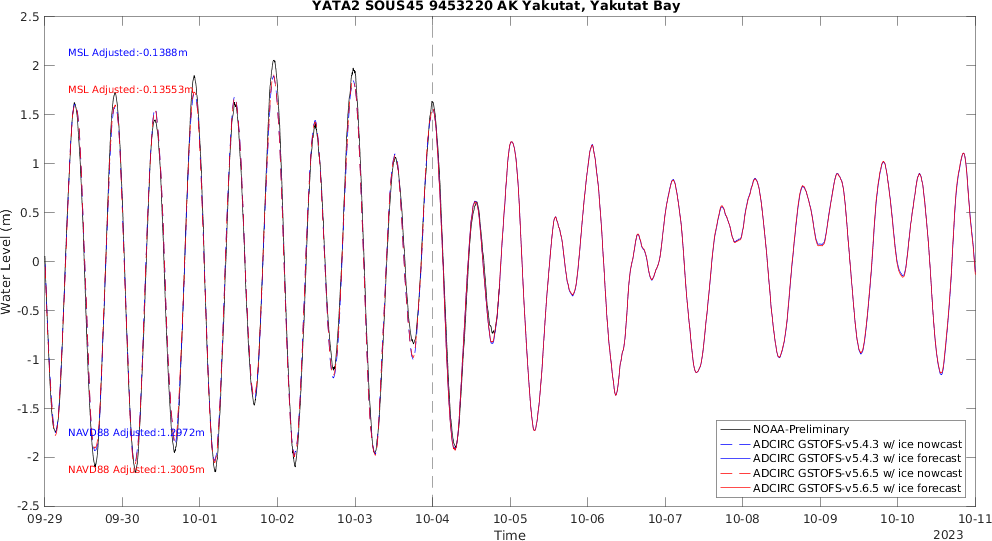 YATA2 SOUS45 9453220 AK Yakutat, Yakutat Bay
2.5
2
1.5
1
0.5
0
-0.5
-1
-1.5
-2
-2.5
Water Level (m)
MSL Adjusted:-0.1388m
MSL Adjusted:-0.13553m
NAVD88 Adjusted:1.2972m
NAVD88 Adjusted:1.3005m
NOAA-Preliminary
ADCIRC GSTOFS-v5.4.3 w/ ice nowcast
ADCIRC GSTOFS-v5.4.3 w/ ice forecast
ADCIRC GSTOFS-v5.6.5 w/ ice nowcast
ADCIRC GSTOFS-v5.6.5 w/ ice forecast
09-29 09-30 10-01 10-02 10-03 10-04 10-05 10-06 10-07 10-08 10-09 10-10 10-11
Time
2023